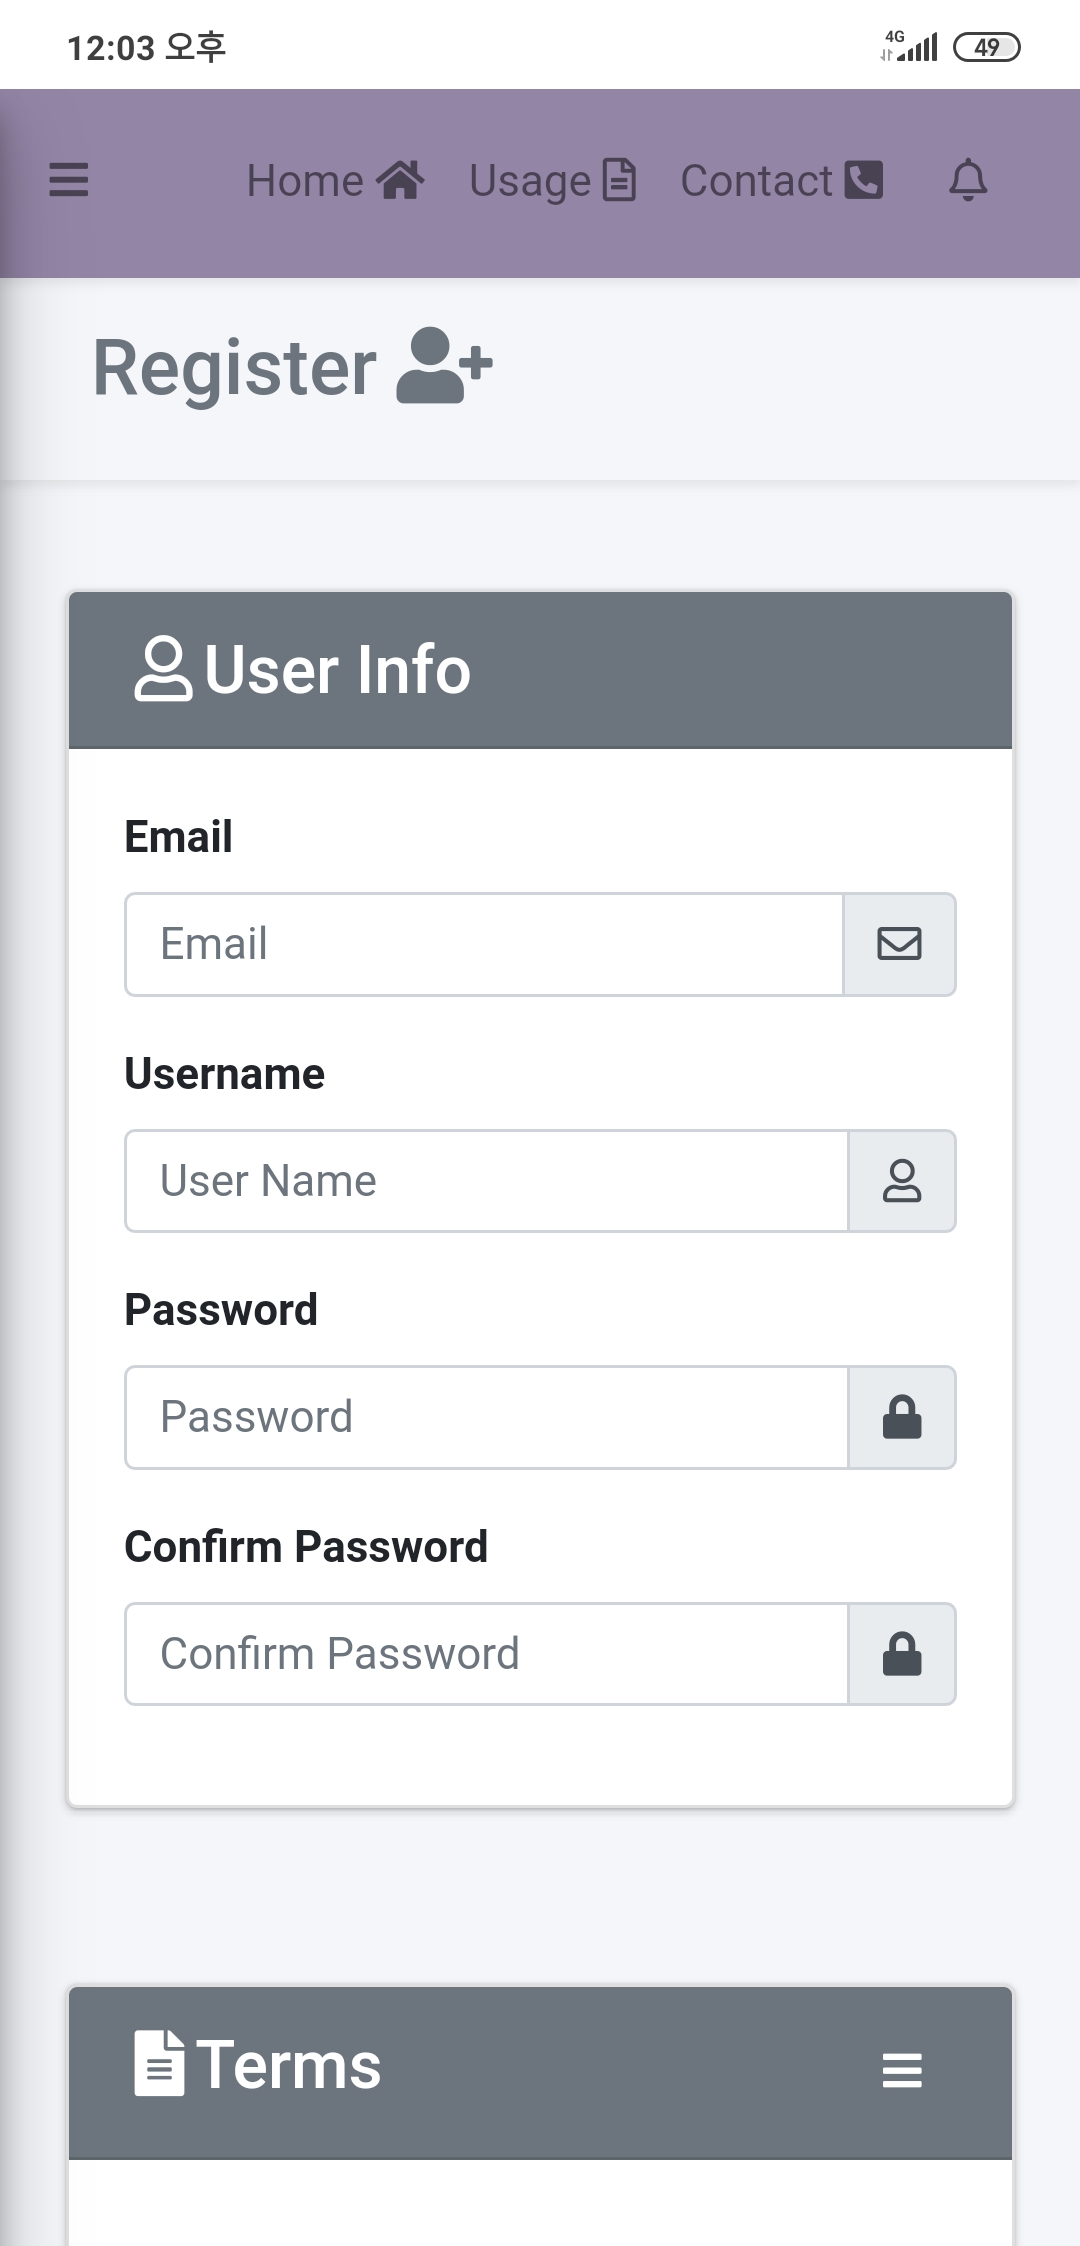 12:03 오후 4G 49
Home Usage Contact
Register
User Info
Email
Email
Username
User Name
Password
Password
Confirm Password
Confirm Password
Terms